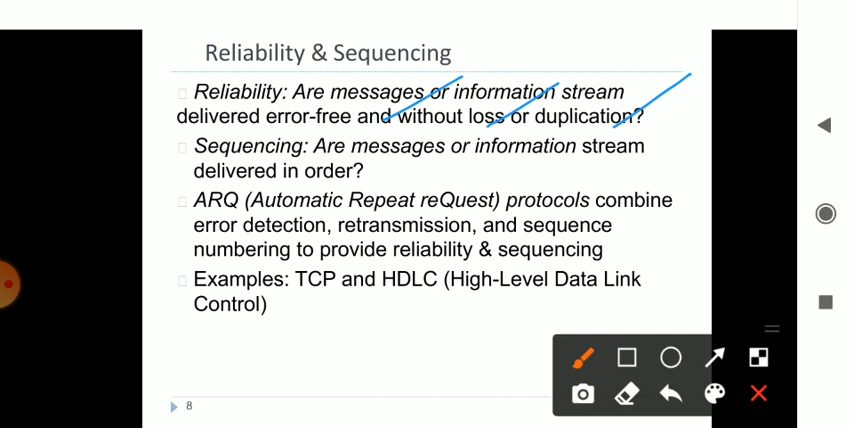 Reliability & Sequencing
Reliability: Are messages or information stream
delivered error-free and without loss or duplication?
Sequencing: Are messages or information stream
delivered in order?
ARQ (Automatic Repeat reQuest) protocols combine
error detection, retransmission, and sequence
numbering to provide reliability & sequencing
Examples: TCP and HDLC (High-Level Data Link
Control)
8